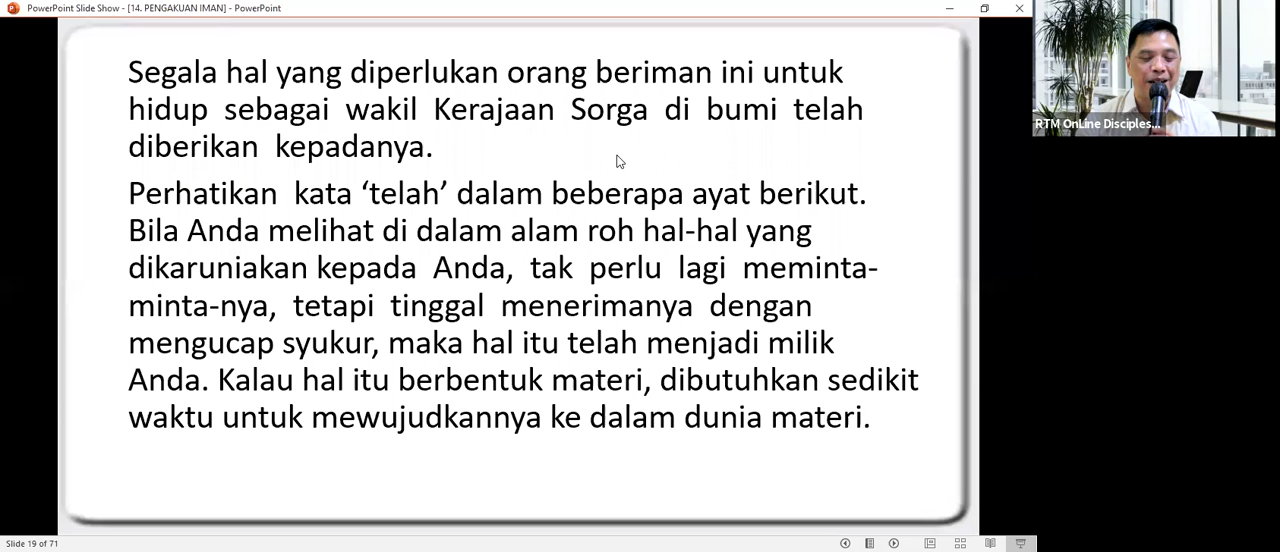 PowerPoint Slide Show - [14. PENGAKUAN IMAN] - PowerPoint
Segala hal yang diperlukan orang beriman ini untuk
hidup sebagai wakil Kerajaan Sorga di bumi telah
diberikan kepadanya.
Perhatikan kata ‘telah’ dalam beberapa ayat berikut.
Bila Anda melihat di dalam alam roh hal-hal yang
dikaruniakan kepada Anda, tak perlu lagi meminta-
minta-nya, tetapi tinggal menerimanya dengan
mengucap syukur, maka hal itu telah menjadi milik
Anda. Kalau hal itu berbentuk materi, dibutuhkan sedikit
waktu untuk mewujudkannya ke dalam dunia materi.
RTM OnLine Disciples...
Slide 19 of 71